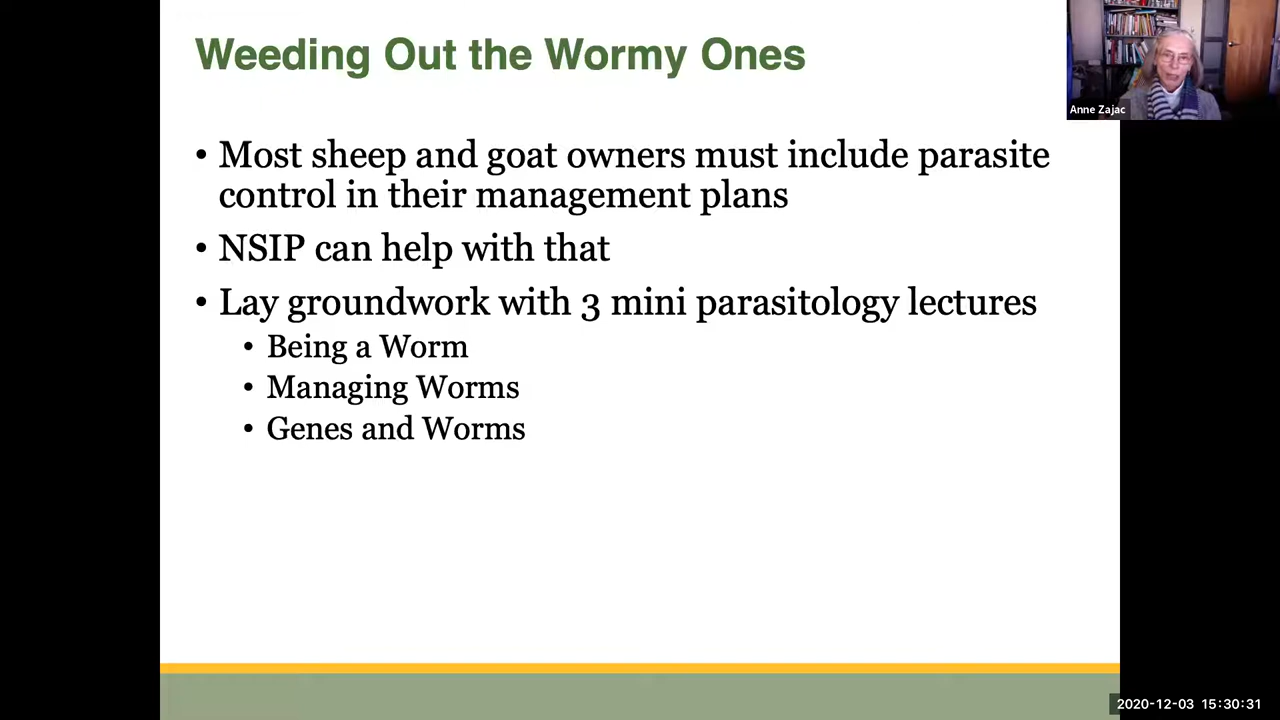 Weeding Out the Wormy Ones
Anne Zajac
• Most sheep and goat owners must include parasite
control in their management plans
• NSIP can help with that
• Lay groundwork with 3 mini parasitology lectures
• Being a Worm
• Managing Worms
• Genes and Worms
2020-12-03 15:30:31